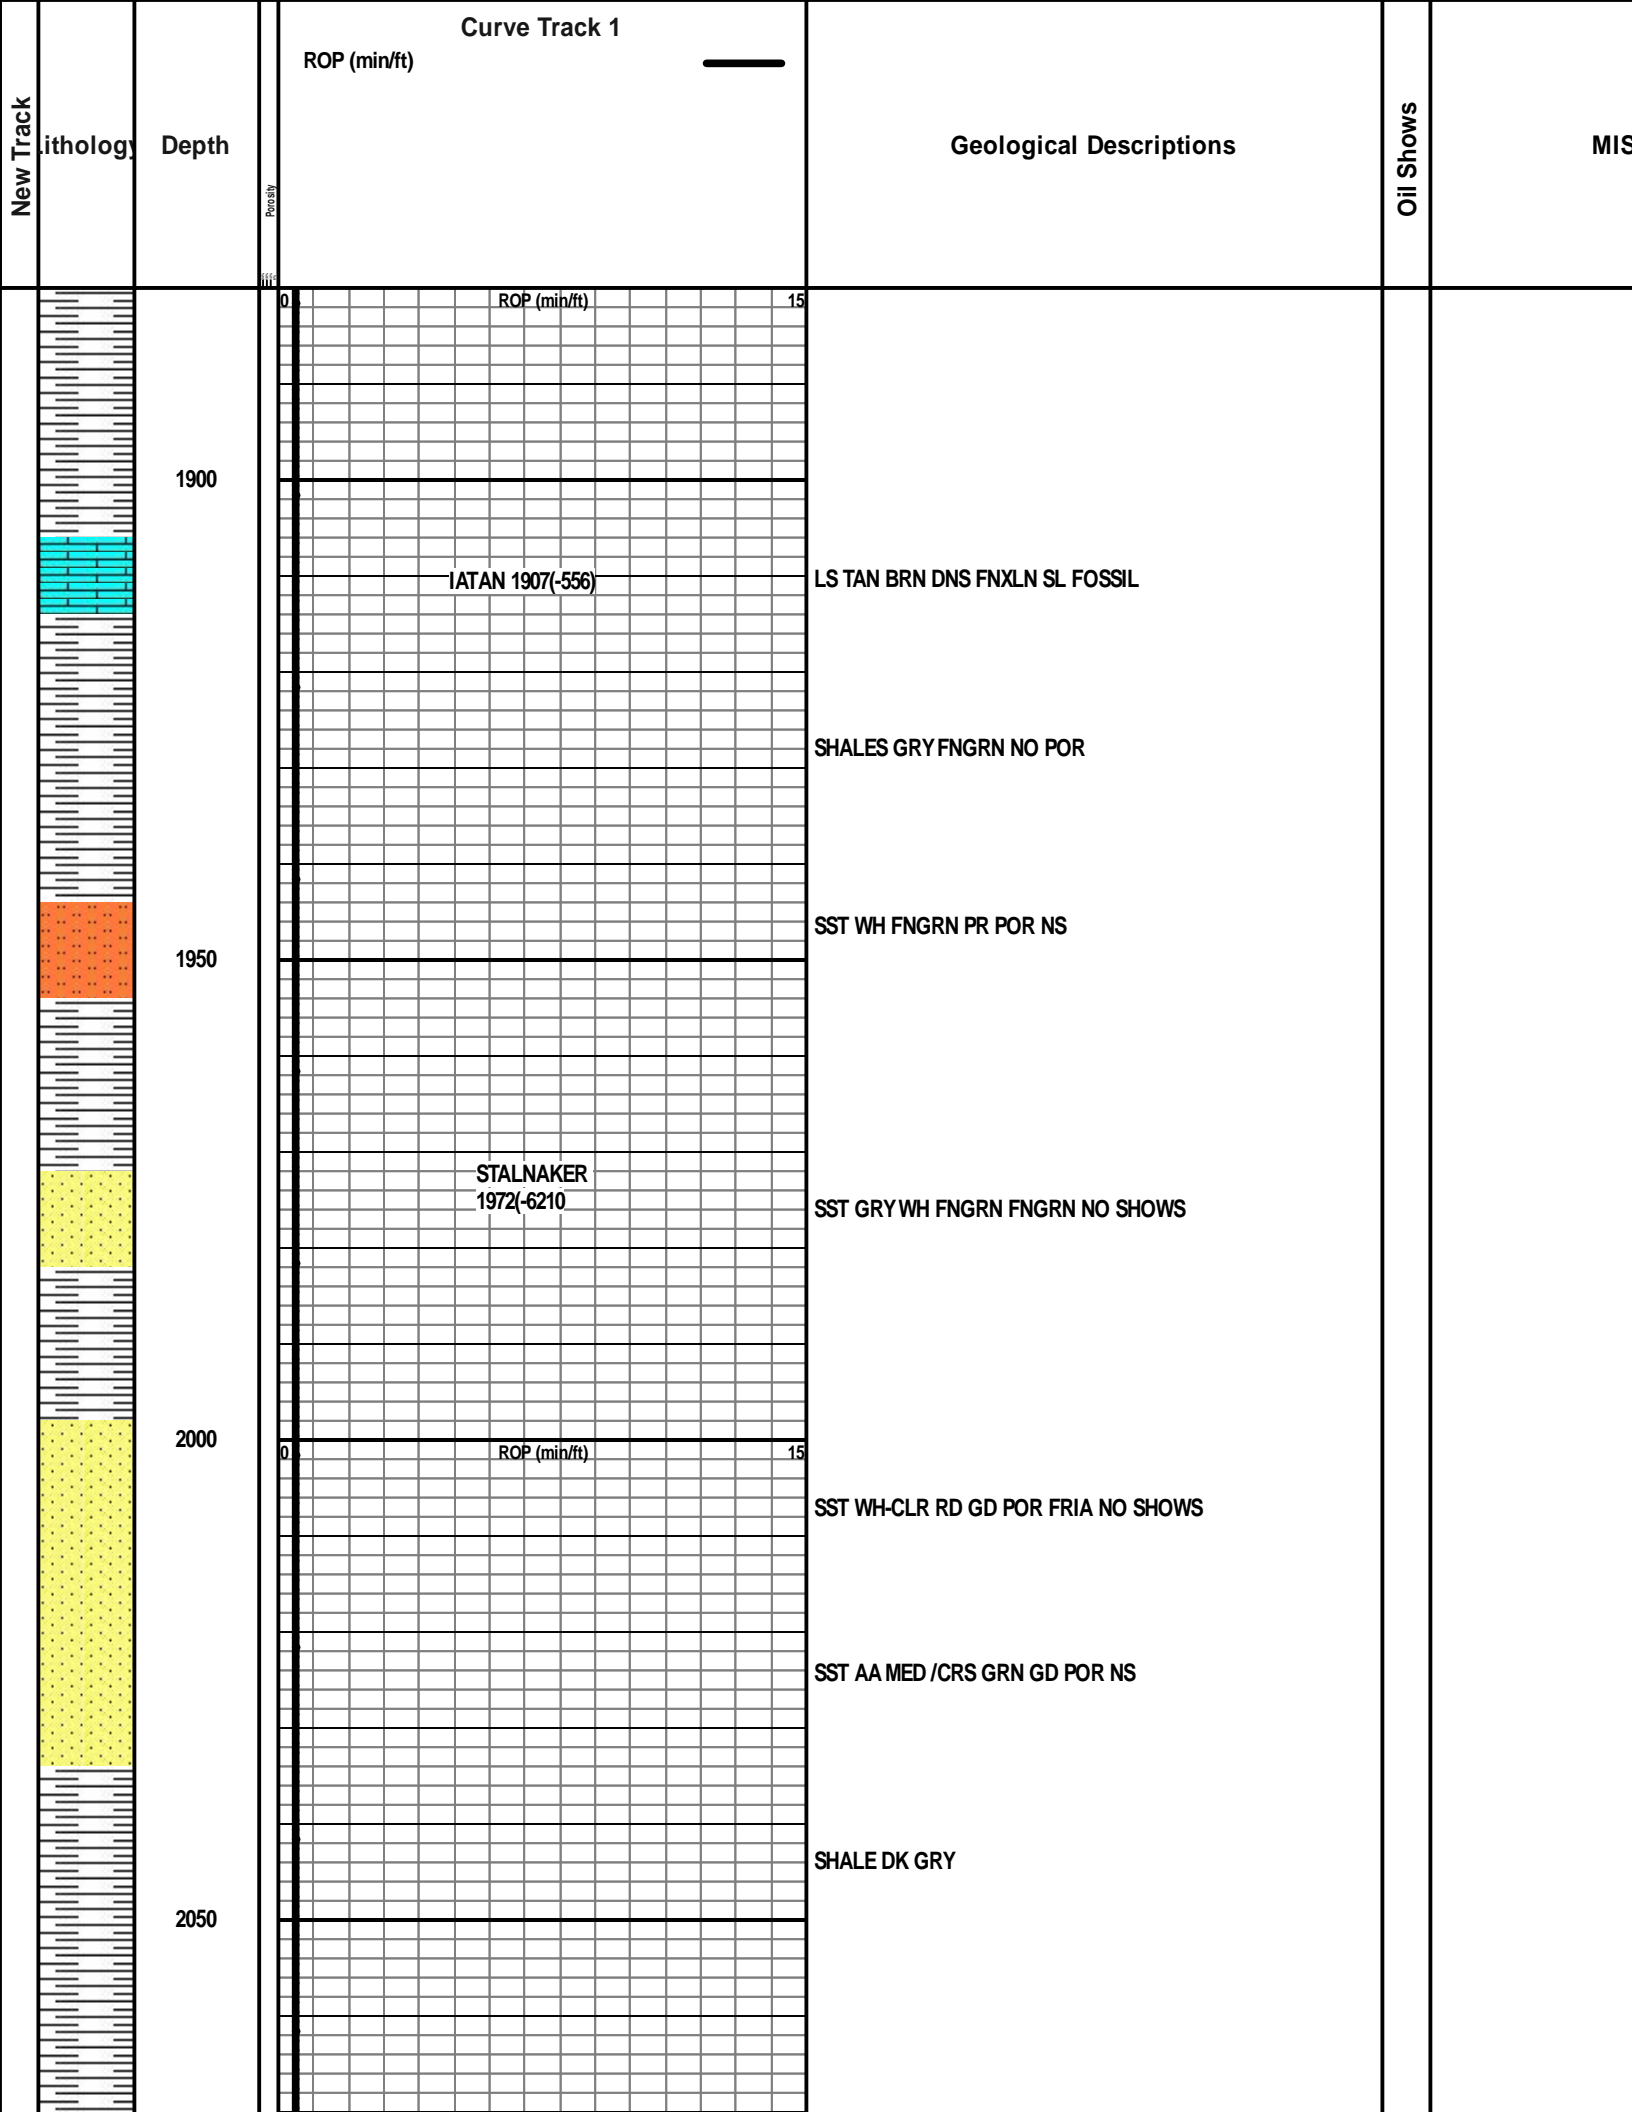 Curve Track 1
ROP (min/ft)
New Track
ithology
Depth
Porosity
Geological Descriptions
Oil Shows
MIS
0 ROP (min/ft) 15
1900
IATAN 1907(-556)
LS TAN BRN DNS FNXLN SL FOSSIL
SHALES GRY FNGRN NO POR
SST WH FNGRN PR POR NS
1950
STALNAKER
1972(-6210
SST GRY WH FNGRN FNGRN NO SHOWS
2000
0 ROP (min/ft) 15
SST WH-CLR RD GD POR FRIA NO SHOWS
SST AA MED /CRS GRN GD POR NS
SHALE DK GRY
2050